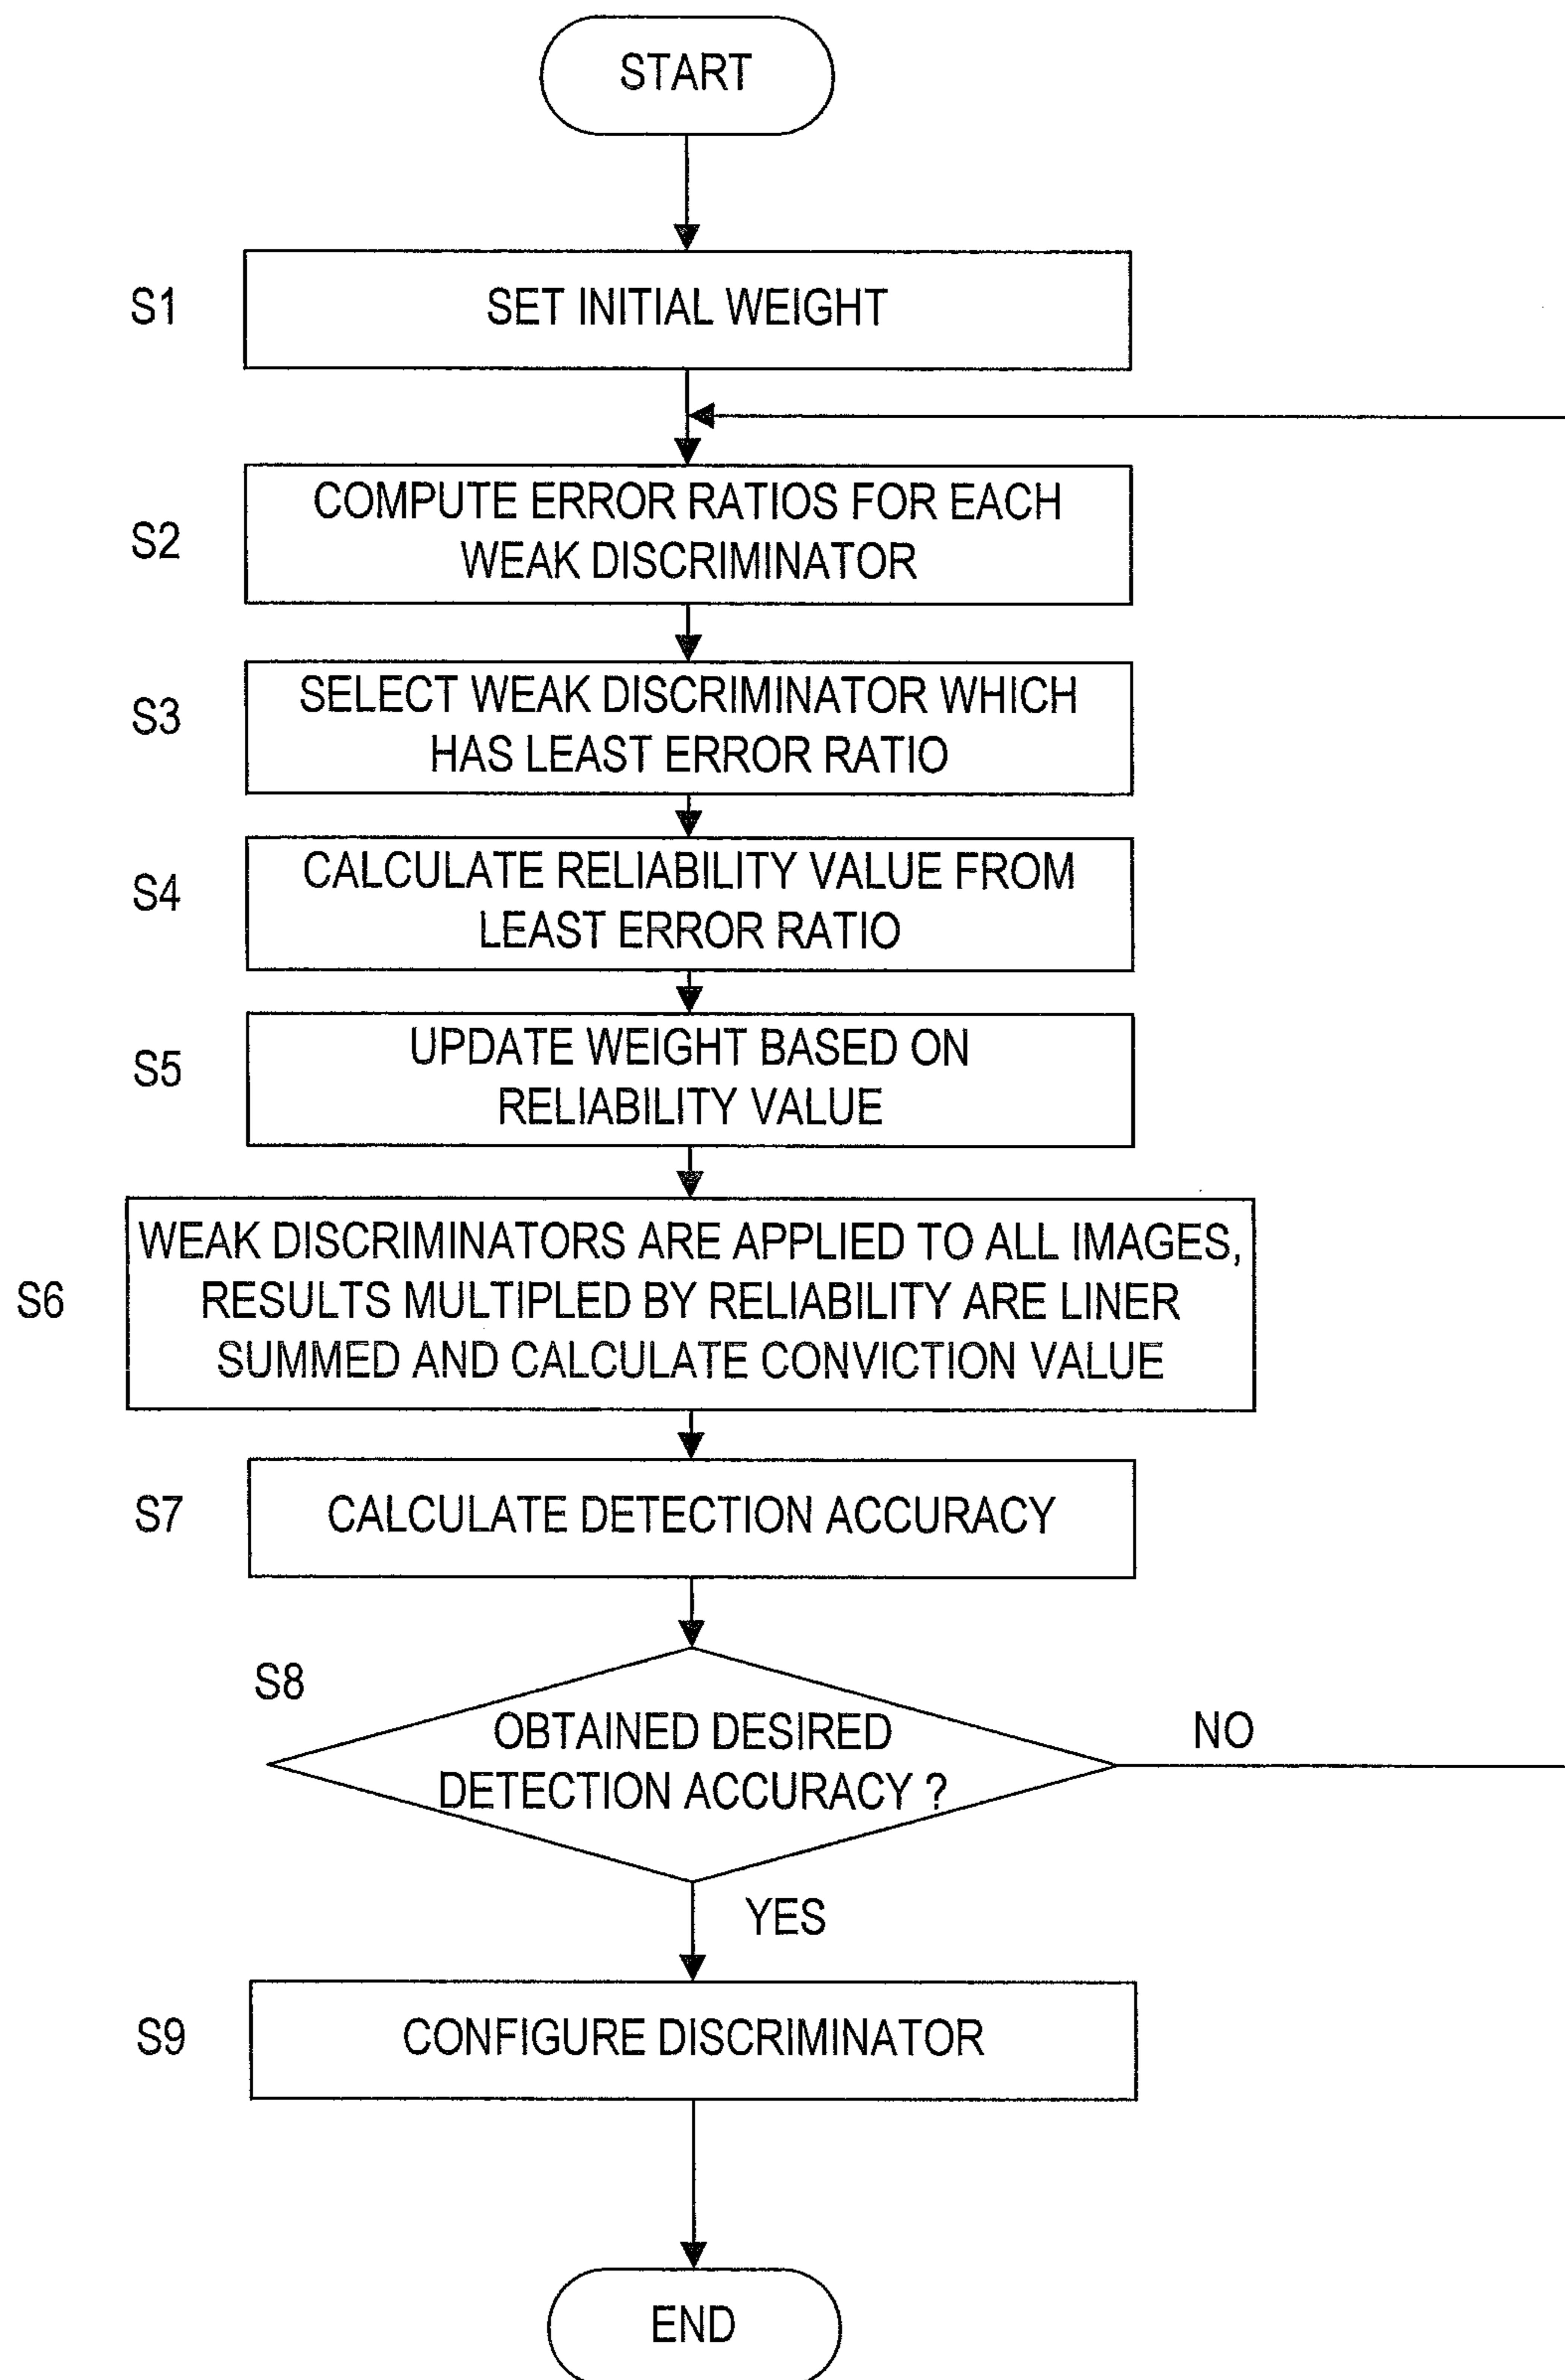 START
S1
SET INITIAL WEIGHT
S2
COMPUTE ERROR RATIOS FOR EACH
WEAK DISCRIMINATOR
S3
SELECT WEAK DISCRIMINATOR WHICH
HAS LEAST ERROR RATIO
S4
CALCULATE RELIABILITY VALUE FROM
LEAST ERROR RATIO
S5
UPDATE WEIGHT BASED ON
RELIABILITY VALUE
S6
WEAK DISCRIMINATORS ARE APPLIED TO ALL IMAGES,
RESULTS MULTIPLED BY RELIABILITY ARE LINER
SUMMED AND CALCULATE CONVICTION VALUE
S7
CALCULATE DETECTION ACCURACY
S8
OBTAINED DESIRED
DETECTION ACCURACY ?
NO
YES
S9
CONFIGURE DISCRIMINATOR
END